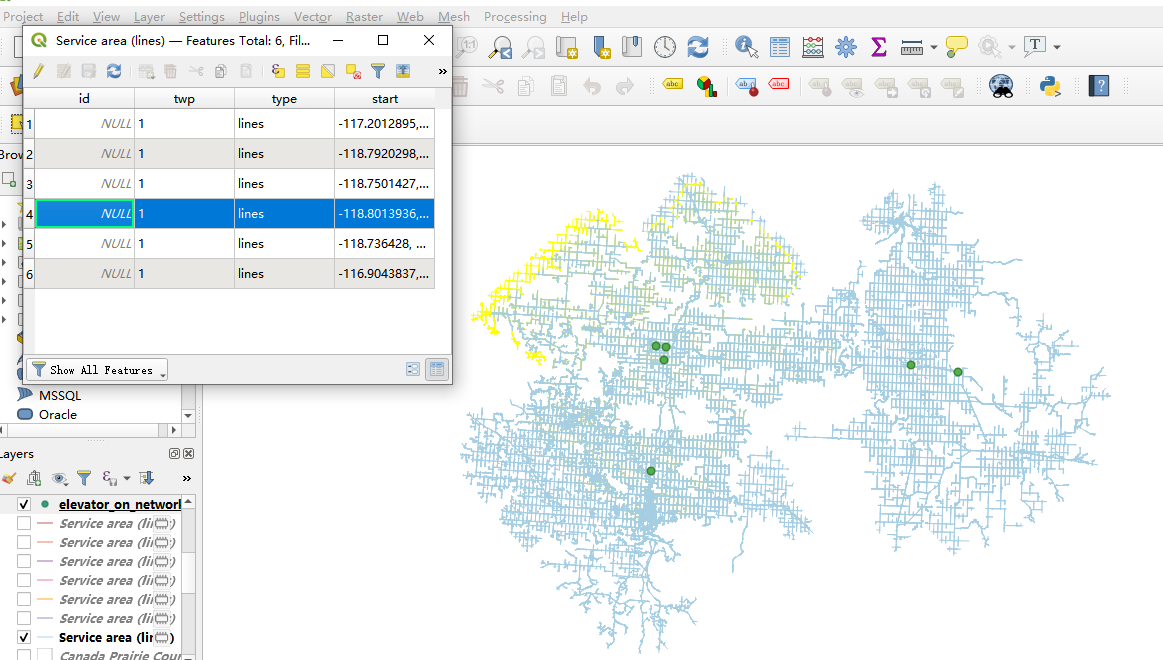 Project Edit View Layer Settings Plugins Vector Raster Web Mesh Processing Help
Service area (lines) — Features Total: 6, Fil...
»
id twp type start
1 NULL 1 lines -117.2012895,...
2 NULL 1 lines -118.7920298,...
3 NULL 1 lines -118.7501427,...
4 NULL 1 lines -118.8013936,...
5 NULL 1 lines -118.736428, ...
6 NULL 1 lines -116.9043837,...
Show All Features
abc
abc
T
MSSQL
Oracle
Layers
»
elevator_on_network
Service area (li
Service area (li
Service area (li
Service area (li
Service area (li
Service area (li
Service area (lin
Canada Prairie Cour